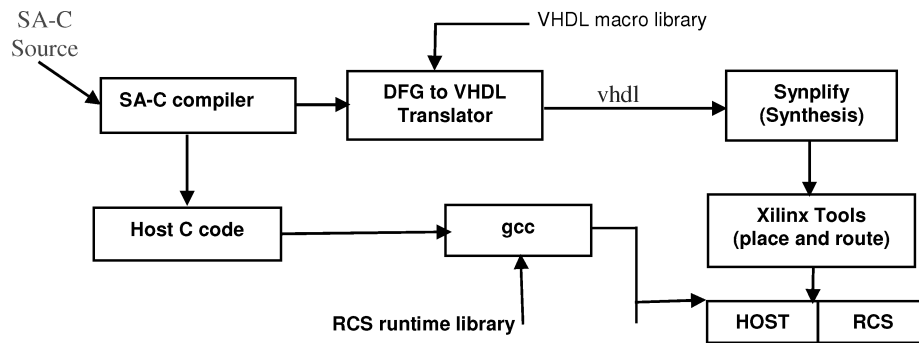 SA-C
Source
VHDL macro library
SA-C compiler
DFG to VHDL
Translator
vhdl
Synplify
(Synthesis)
Host C code
gcc
Xilinx Tools
(place and route)
RCS runtime library
HOST
RCS